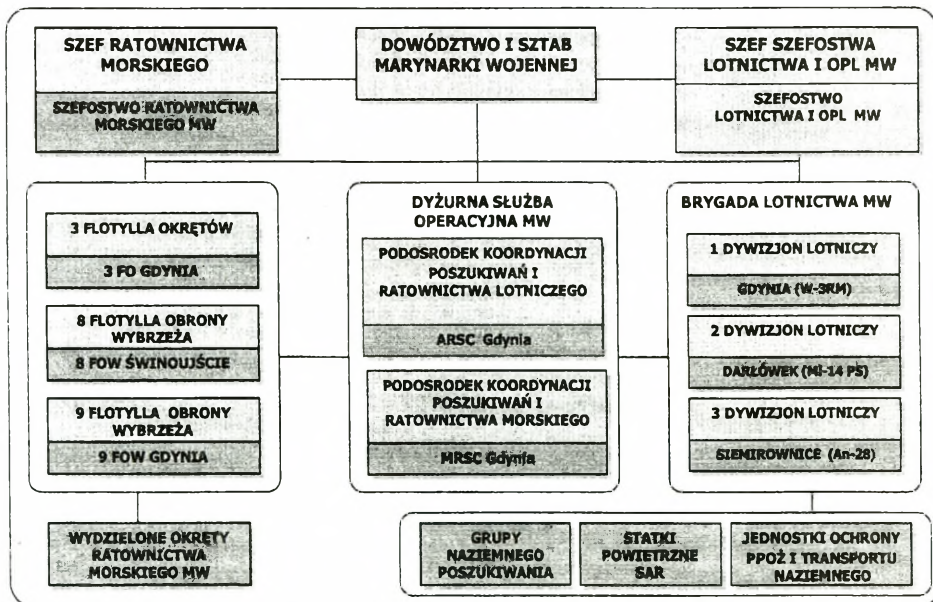 SZEF RATOWNICTWA
MORSKIEGO
SZEFOSTWO RATOWNICTWA
MORSKIEGO MW
DOWÓDZTWO I SZTAB
MARYNARKI WOJENNEJ
SZEF SZEFOSTWA
LOTNICTWA I OPL MW
SZEFOSTWO
LOTNICTWA I OPL MW
3 FLOTYLLA OKRĘTÓW
3 FO GDYNIA
8 FLOTYLLA OBRONY
WYBRZEŻA
8 FOW ŚWINOUJŚCIE
9 FLOTYLLA OBRONY
WYBRZEŻA
9 FOW GDYNIA
DYŻURNA SŁUŻBA
OPERACYJNA MW
PODOSRODEK KOORDYNACJI
POSZUKIWAŃ I
RATOWNICTWA LOTNICZEGO
ARSC Gdynia
PODOSRODEK KOORDYNACJI
POSZUKIWAŃ I
RATOWNICTWA MORSKIEGO
MRSC Gdynia
BRYGADA LOTNICTWA MW
1 DYWIZJON LOTNICZY
GDYNIA (W-3RM)
2 DYWIZJON LOTNICZY
DARŁÓWEK (Mi-14 PS)
3 DYWIZJON LOTNICZY
SIEMIROWNICE (An-28)
WYDZIELONE OKRĘTY
RATOWNICTWA
MORSKIEGO MW
GRUPY
NAZIEMNEGO
POSZUKIWANIA
STATKI
POWIETRZNE
SAR
JEDNOSTKI OCHRONY
PPOŻ I TRANSPORTU
NAZIEMNEGO